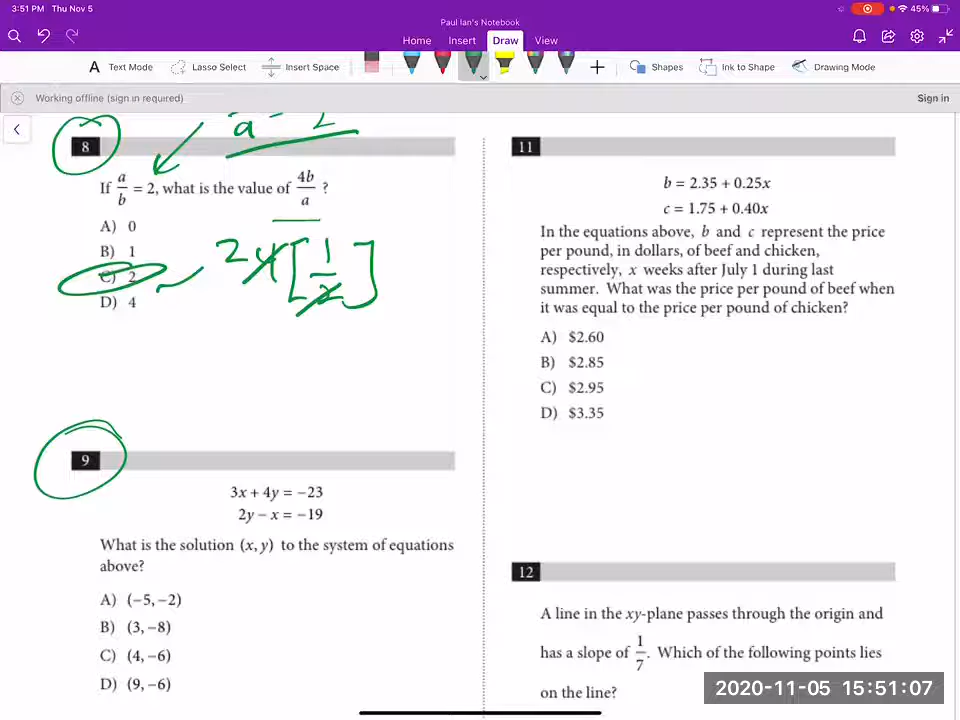 3:51 PM Thu Nov 5
45%
Paul Ian's Notebook
Home Insert Draw View
A Text Mode Lasso Select Insert Space Shapes Ink to Shape Drawing Mode
Working offline (sign in required) Sign in
8
If a/b = 2, what is the value of 4b/a ?
A) 0
B) 1
C) 2
D) 4
2 4 [1/2]
9
3x + 4y = −23
2y − x = −19
What is the solution (x, y) to the system of equations
above?
A) (−5, −2)
B) (3, −8)
C) (4, −6)
D) (9, −6)
11
b = 2.35 + 0.25x
c = 1.75 + 0.40x
In the equations above, b and c represent the price
per pound, in dollars, of beef and chicken,
respectively, x weeks after July 1 during last
summer. What was the price per pound of beef when
it was equal to the price per pound of chicken?
A) $2.60
B) $2.85
C) $2.95
D) $3.35
12
A line in the xy-plane passes through the origin and
has a slope of 1/7. Which of the following points lies
on the line?
2020-11-05 15:51:07